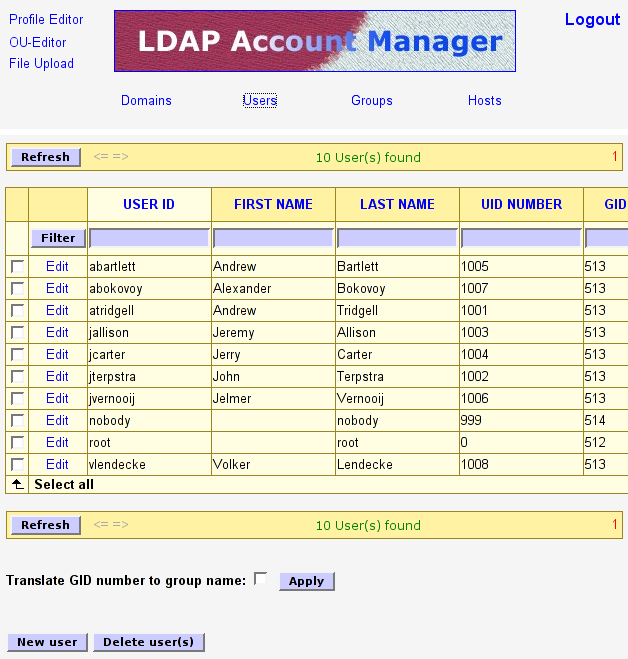 Profile Editor
OU-Editor
File Upload
LDAP Account Manager
Logout
Domains Users Groups Hosts
Refresh <= => 10 User(s) found 1
USER ID FIRST NAME LAST NAME UID NUMBER GID
Filter
Edit abartlett Andrew Bartlett 1005 513
Edit abokovoy Alexander Bokovoy 1007 513
Edit atridgell Andrew Tridgell 1001 513
Edit jallison Jeremy Allison 1003 513
Edit jcarter Jerry Carter 1004 513
Edit jterpstra John Terpstra 1002 513
Edit jvernooij Jelmer Vernooij 1006 513
Edit nobody nobody 999 514
Edit root root 0 512
Edit vlendecke Volker Lendecke 1008 513
Select all
Refresh <= => 10 User(s) found 1
Translate GID number to group name: Apply
New user Delete user(s)